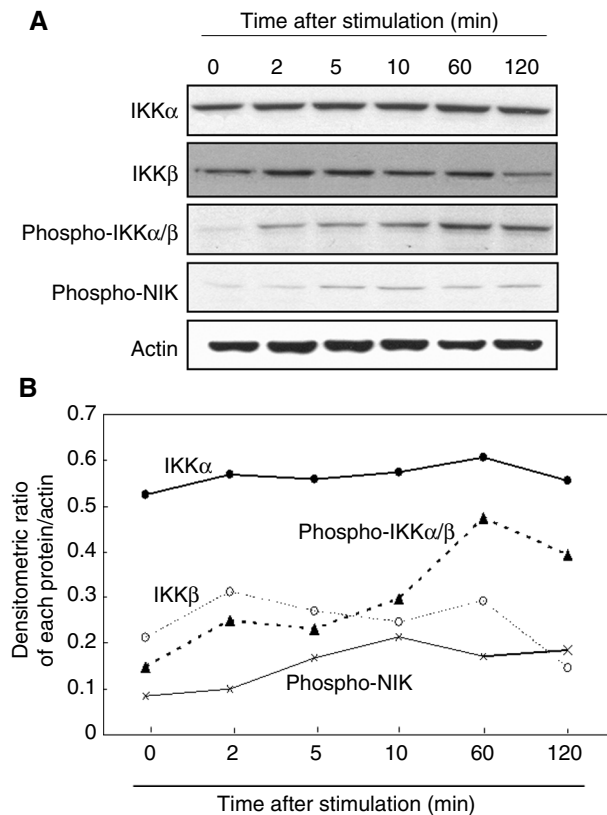 A
Time after stimulation (min)
0 2 5 10 60 120
IKKα
IKKβ
Phospho-IKKα/β
Phospho-NIK
Actin
B
0.7
0.6
0.5
0.4
0.3
0.2
0.1
0
Densitometric ratio
of each protein/actin
IKKα
Phospho-IKKα/β
IKKβ
Phospho-NIK
0 2 5 10 60 120
Time after stimulation (min)